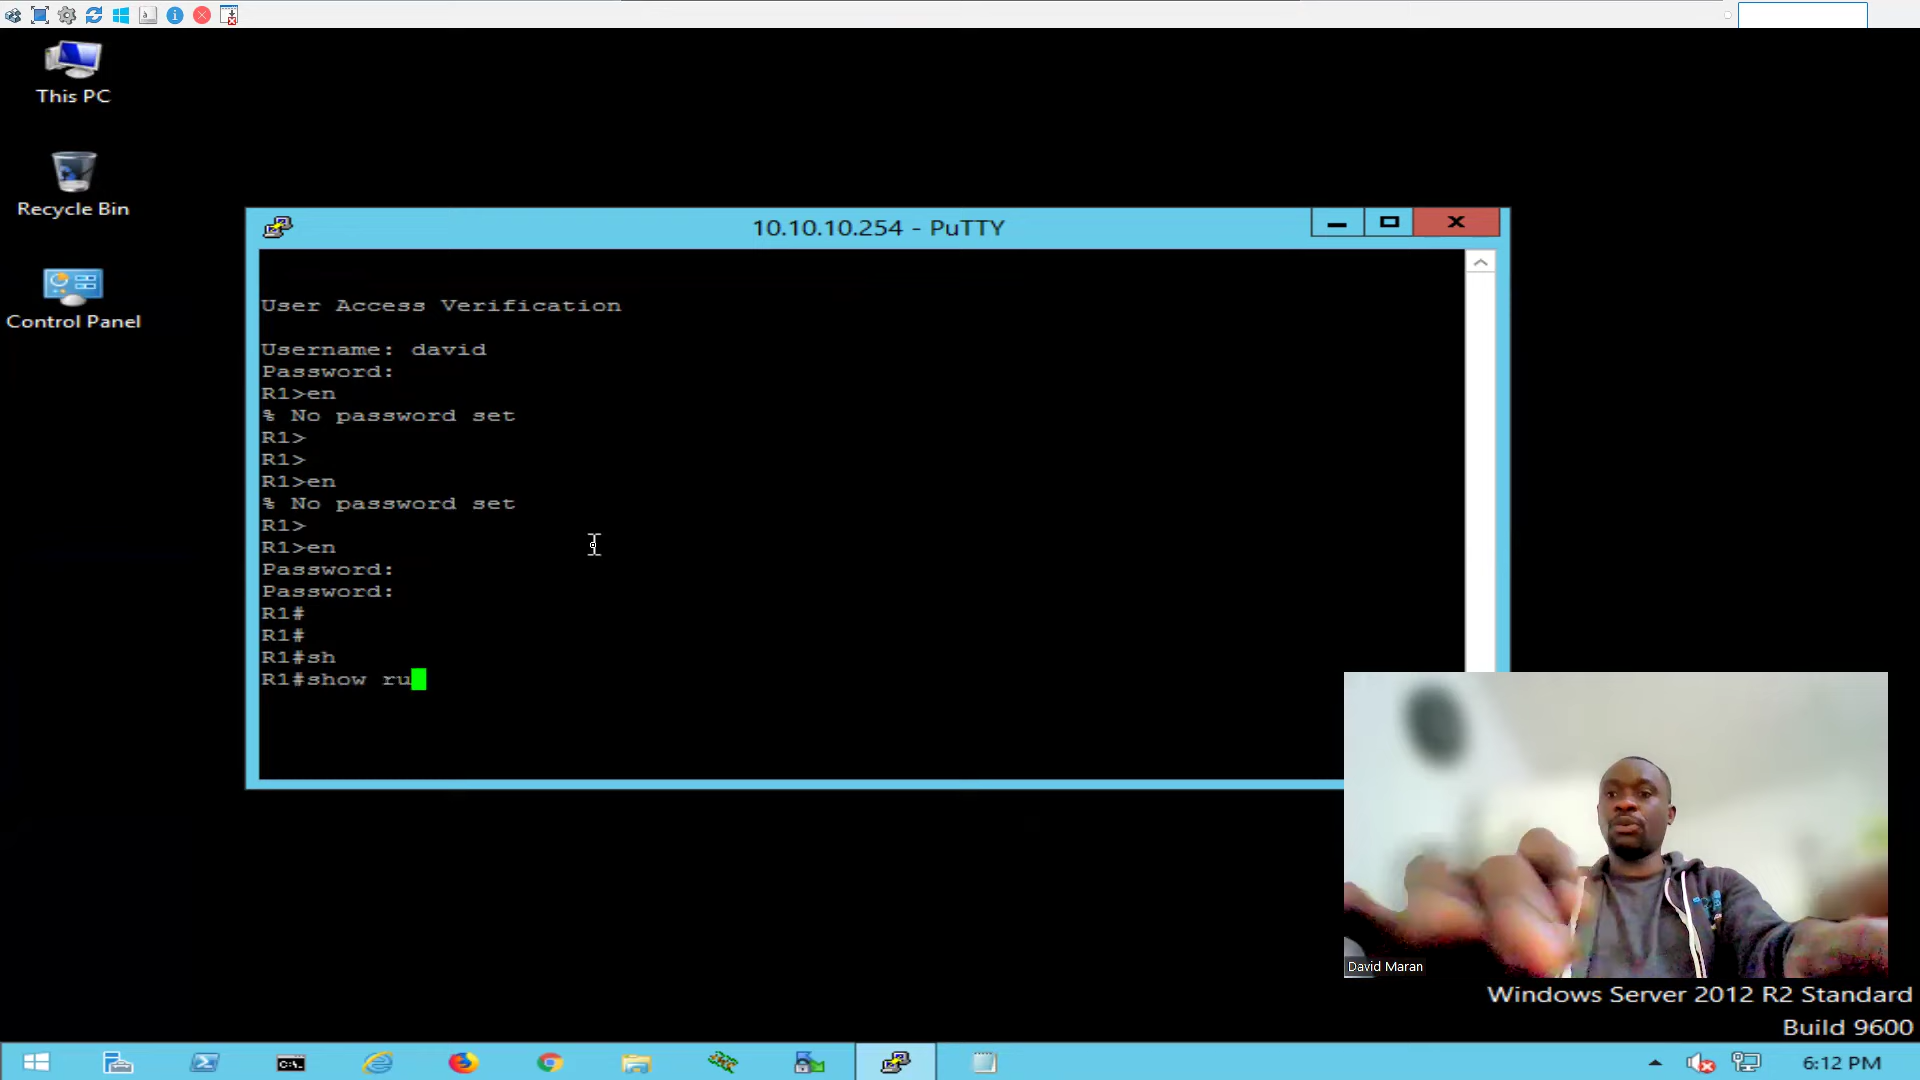 This PC
Recycle Bin
Control Panel
10.10.10.254 - PuTTY
User Access Verification
Username: david
Password:
R1>en
% No password set
R1>
R1>
R1>en
% No password set
R1>
R1>en
Password:
Password:
R1#
R1#
R1#sh
R1#show ru
David Maran
Windows Server 2012 R2 Standard
Build 9600
6:12 PM